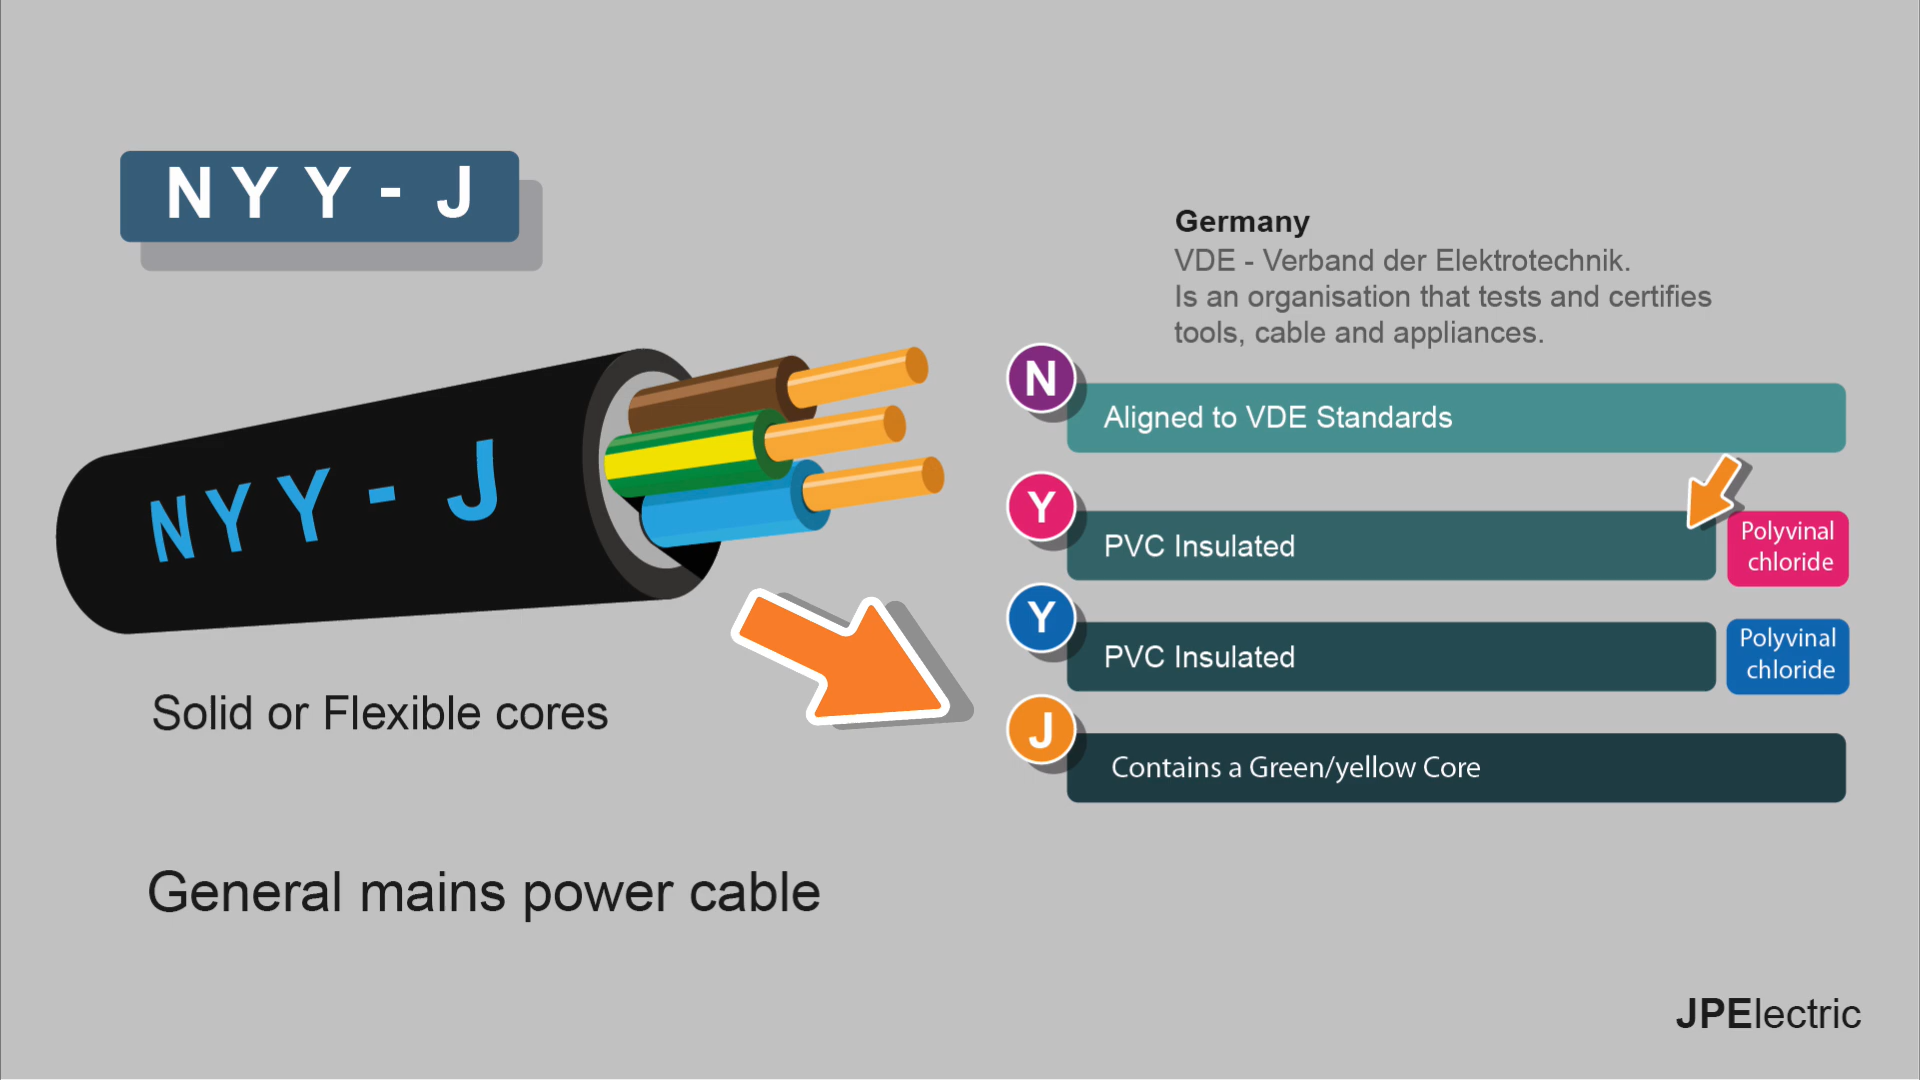 NYY-J
Germany
VDE - Verband der Elektrotechnik.
Is an organisation that tests and certifies
tools, cable and appliances.
N
Aligned to VDE Standards
Y
PVC Insulated
Polyvinal
chloride
Y
PVC Insulated
Polyvinal
chloride
J
Contains a Green/yellow Core
NYY-J
Solid or Flexible cores
General mains power cable
JPElectric